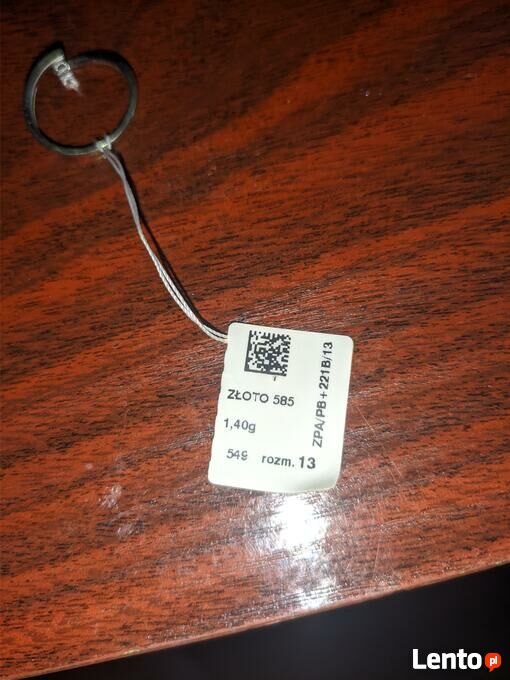 ZŁOTO 585
1,40g
549 rozm. 13
ZPA/PB+221B/13
Lento pl